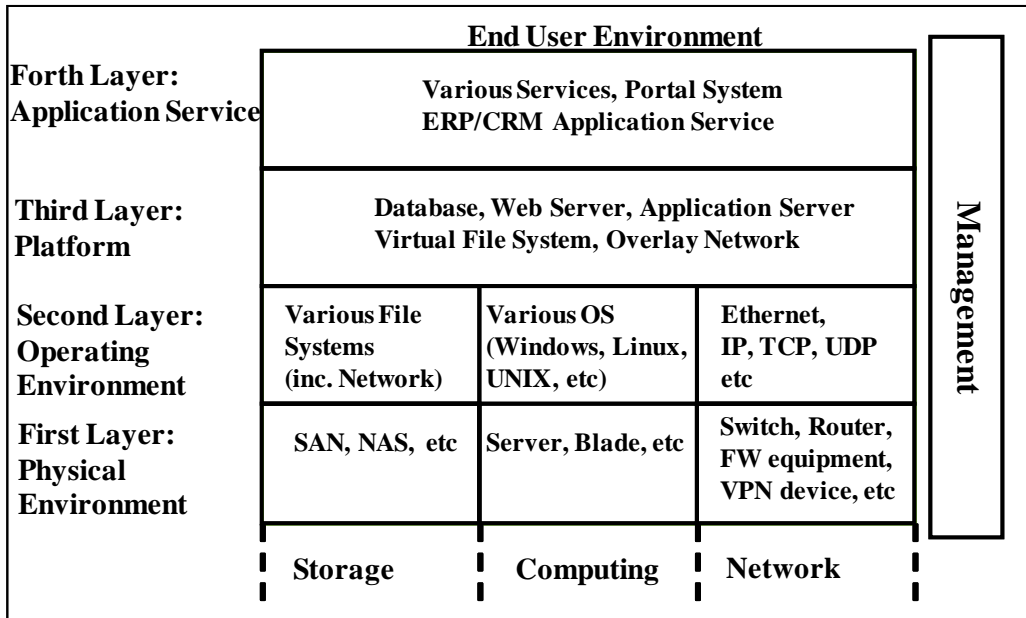 End User Environment
Forth Layer:
Application Service
Various Services, Portal System
ERP/CRM Application Service
Third Layer:
Platform
Database, Web Server, Application Server
Virtual File System, Overlay Network
Second Layer:
Operating
Environment
Various File
Systems
(inc. Network)
Various OS
(Windows, Linux,
UNIX, etc)
Ethernet,
IP, TCP, UDP
etc
First Layer:
Physical
Environment
SAN, NAS, etc
Server, Blade, etc
Switch, Router,
FW equipment,
VPN device, etc
Storage
Computing
Network
Management